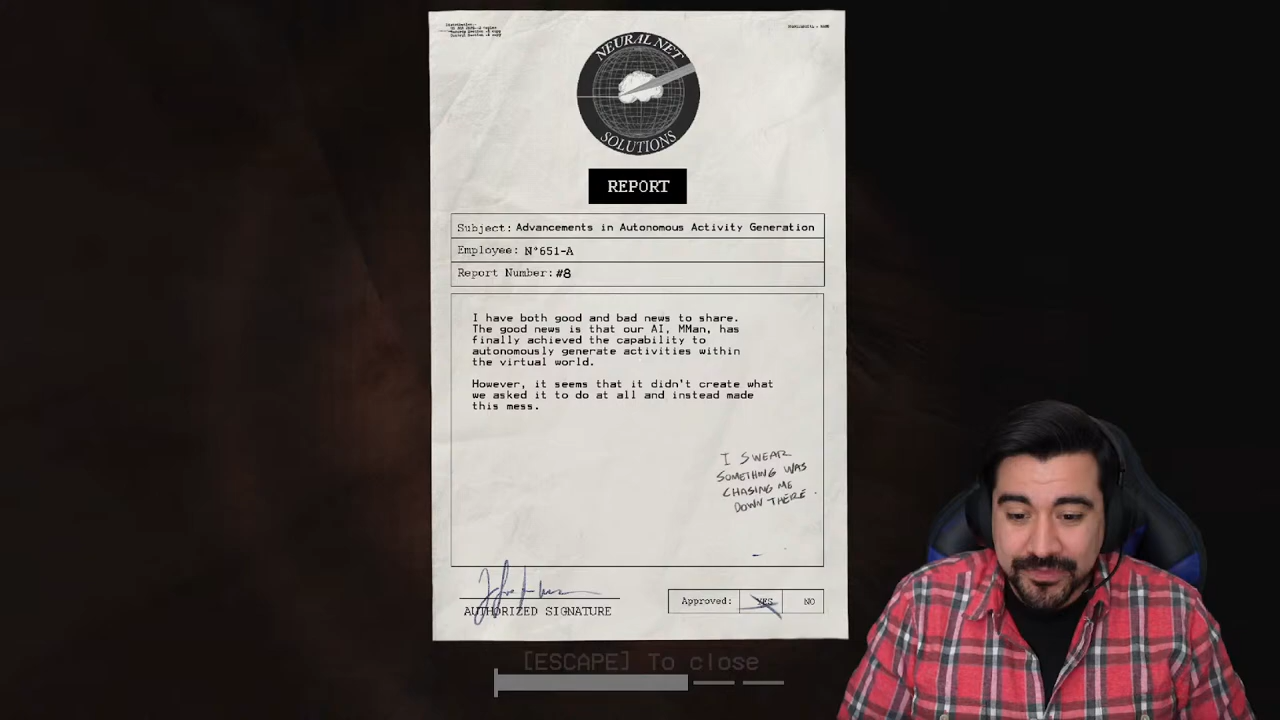 Distribution:
NEURAL NET
SOLUTIONS
REPORT
Subject: Advancements in Autonomous Activity Generation
Employee: N°651-A
Report Number: #8
I have both good and bad news to share.
The good news is that our AI, MMan, has
finally achieved the capability to
autonomously generate activities within
the virtual world.
However, it seems that it didn't create what
we asked it to do at all and instead made
this mess.
I SWEAR
SOMETHING WAS
CHASING ME
DOWN THERE.
AUTHORIZED SIGNATURE
Approved: YES NO
[ESCAPE] To close